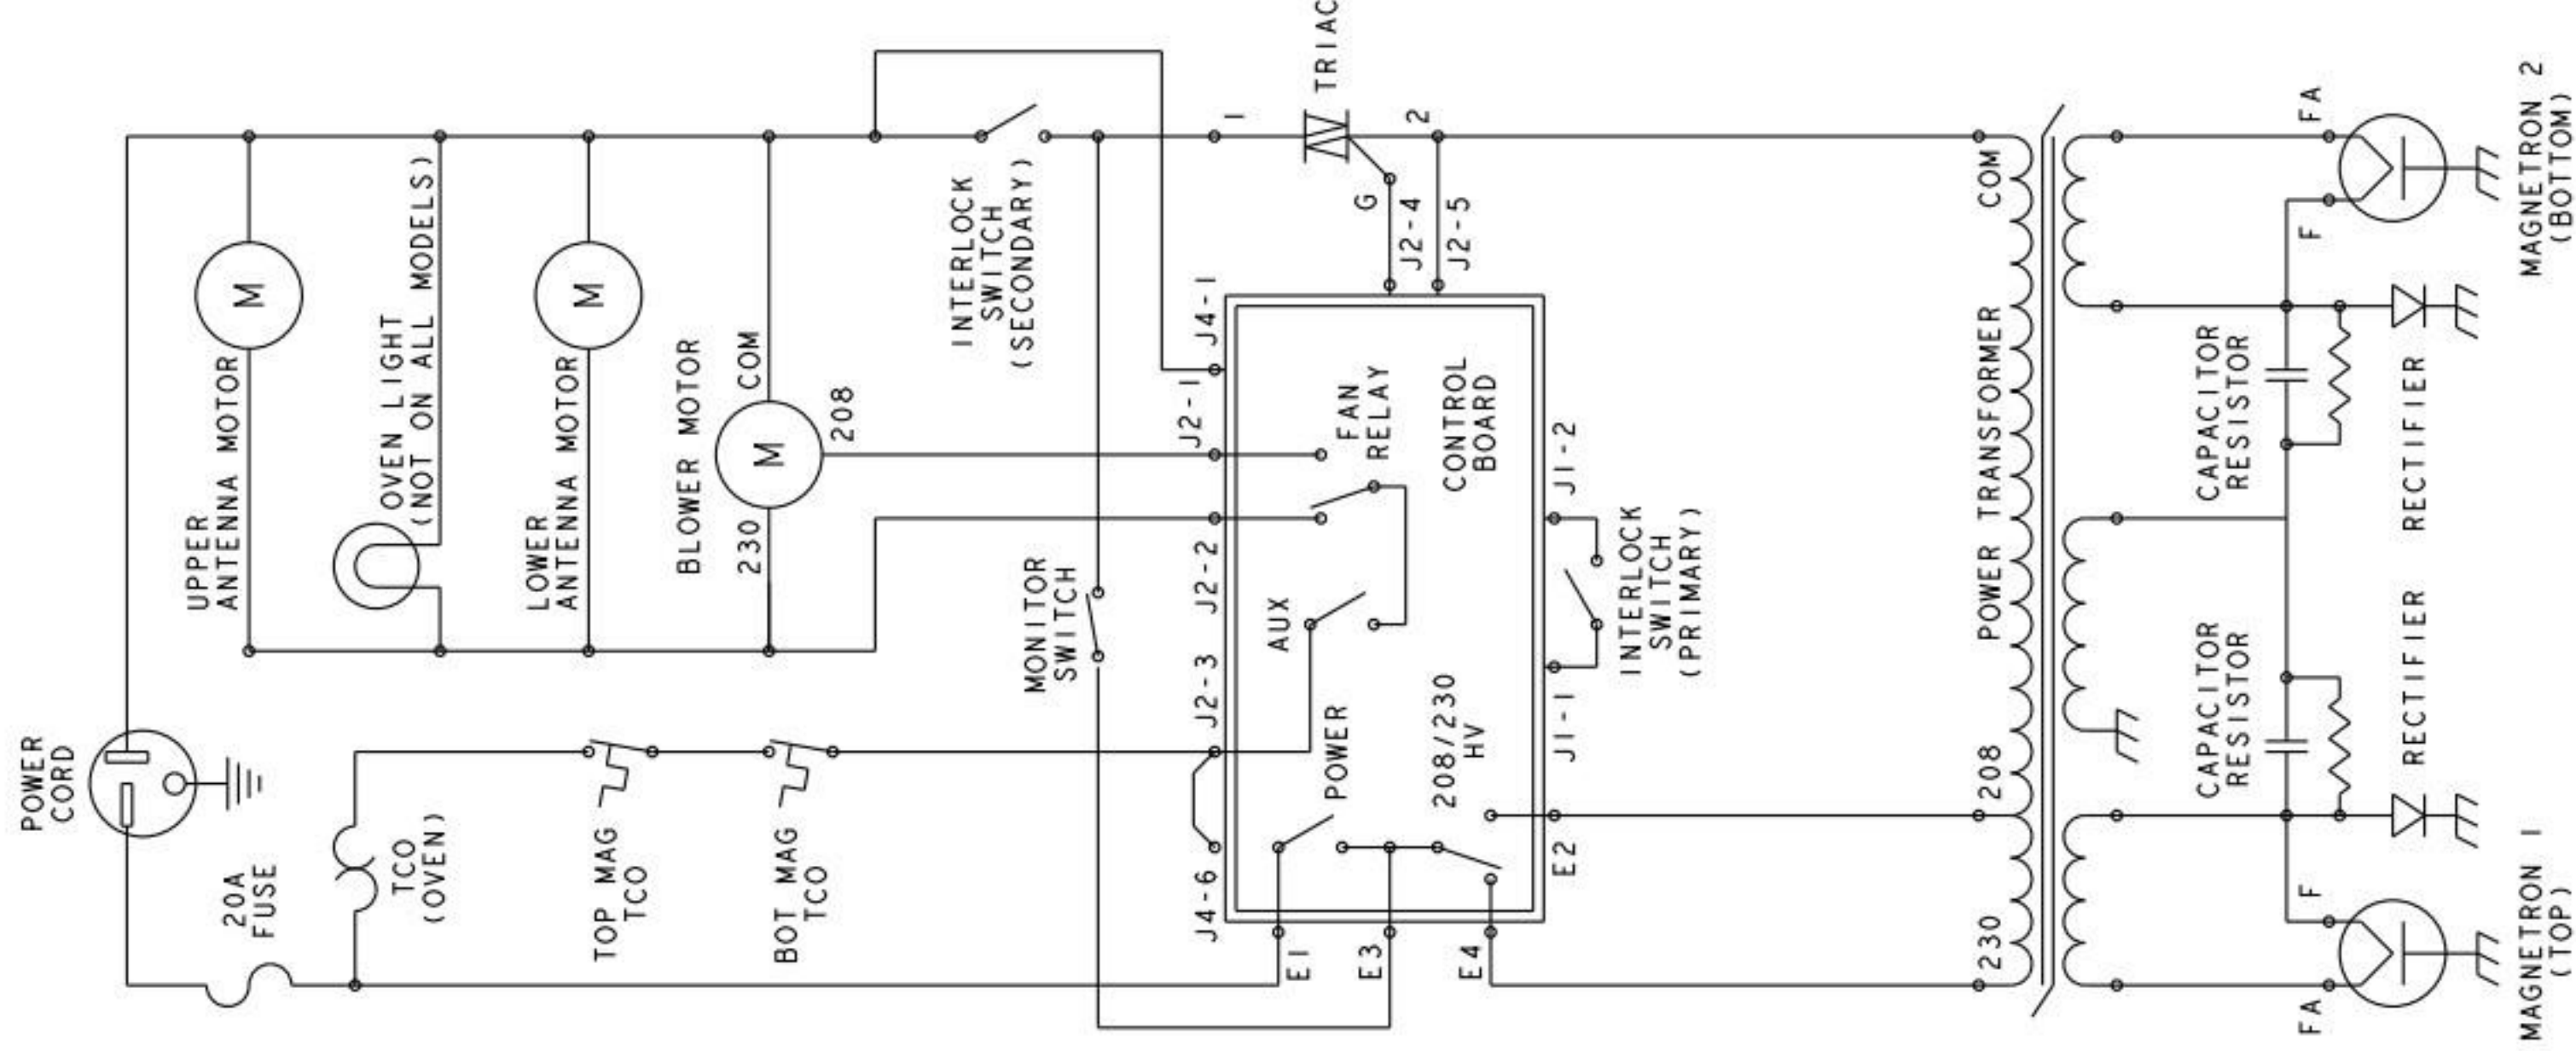 POWER
CORD
20A
FUSE
TCO
(OVEN)
UPPER
ANTENNA MOTOR
M
OVEN LIGHT
(NOT ON ALL MODELS)
LOWER
ANTENNA MOTOR
M
TOP MAG
TCO
BOT MAG
TCO
BLOWER MOTOR
230
M
COM
208
INTERLOCK
SWITCH
(SECONDARY)
MONITOR
SWITCH
J4-6
J2-3
J2-2
J2-1
J4-1
1
TRIAC
2
G
J2-4
J2-5
E1
E3
E4
POWER
AUX
FAN
RELAY
208/230
HV
CONTROL
BOARD
E2
J1-1
J1-2
INTERLOCK
SWITCH
(PRIMARY)
230
208
POWER TRANSFORMER
COM
CAPACITOR
RESISTOR
CAPACITOR
RESISTOR
FA
F
F
FA
RECTIFIER
RECTIFIER
MAGNETRON 1
(TOP)
MAGNETRON 2
(BOTTOM)